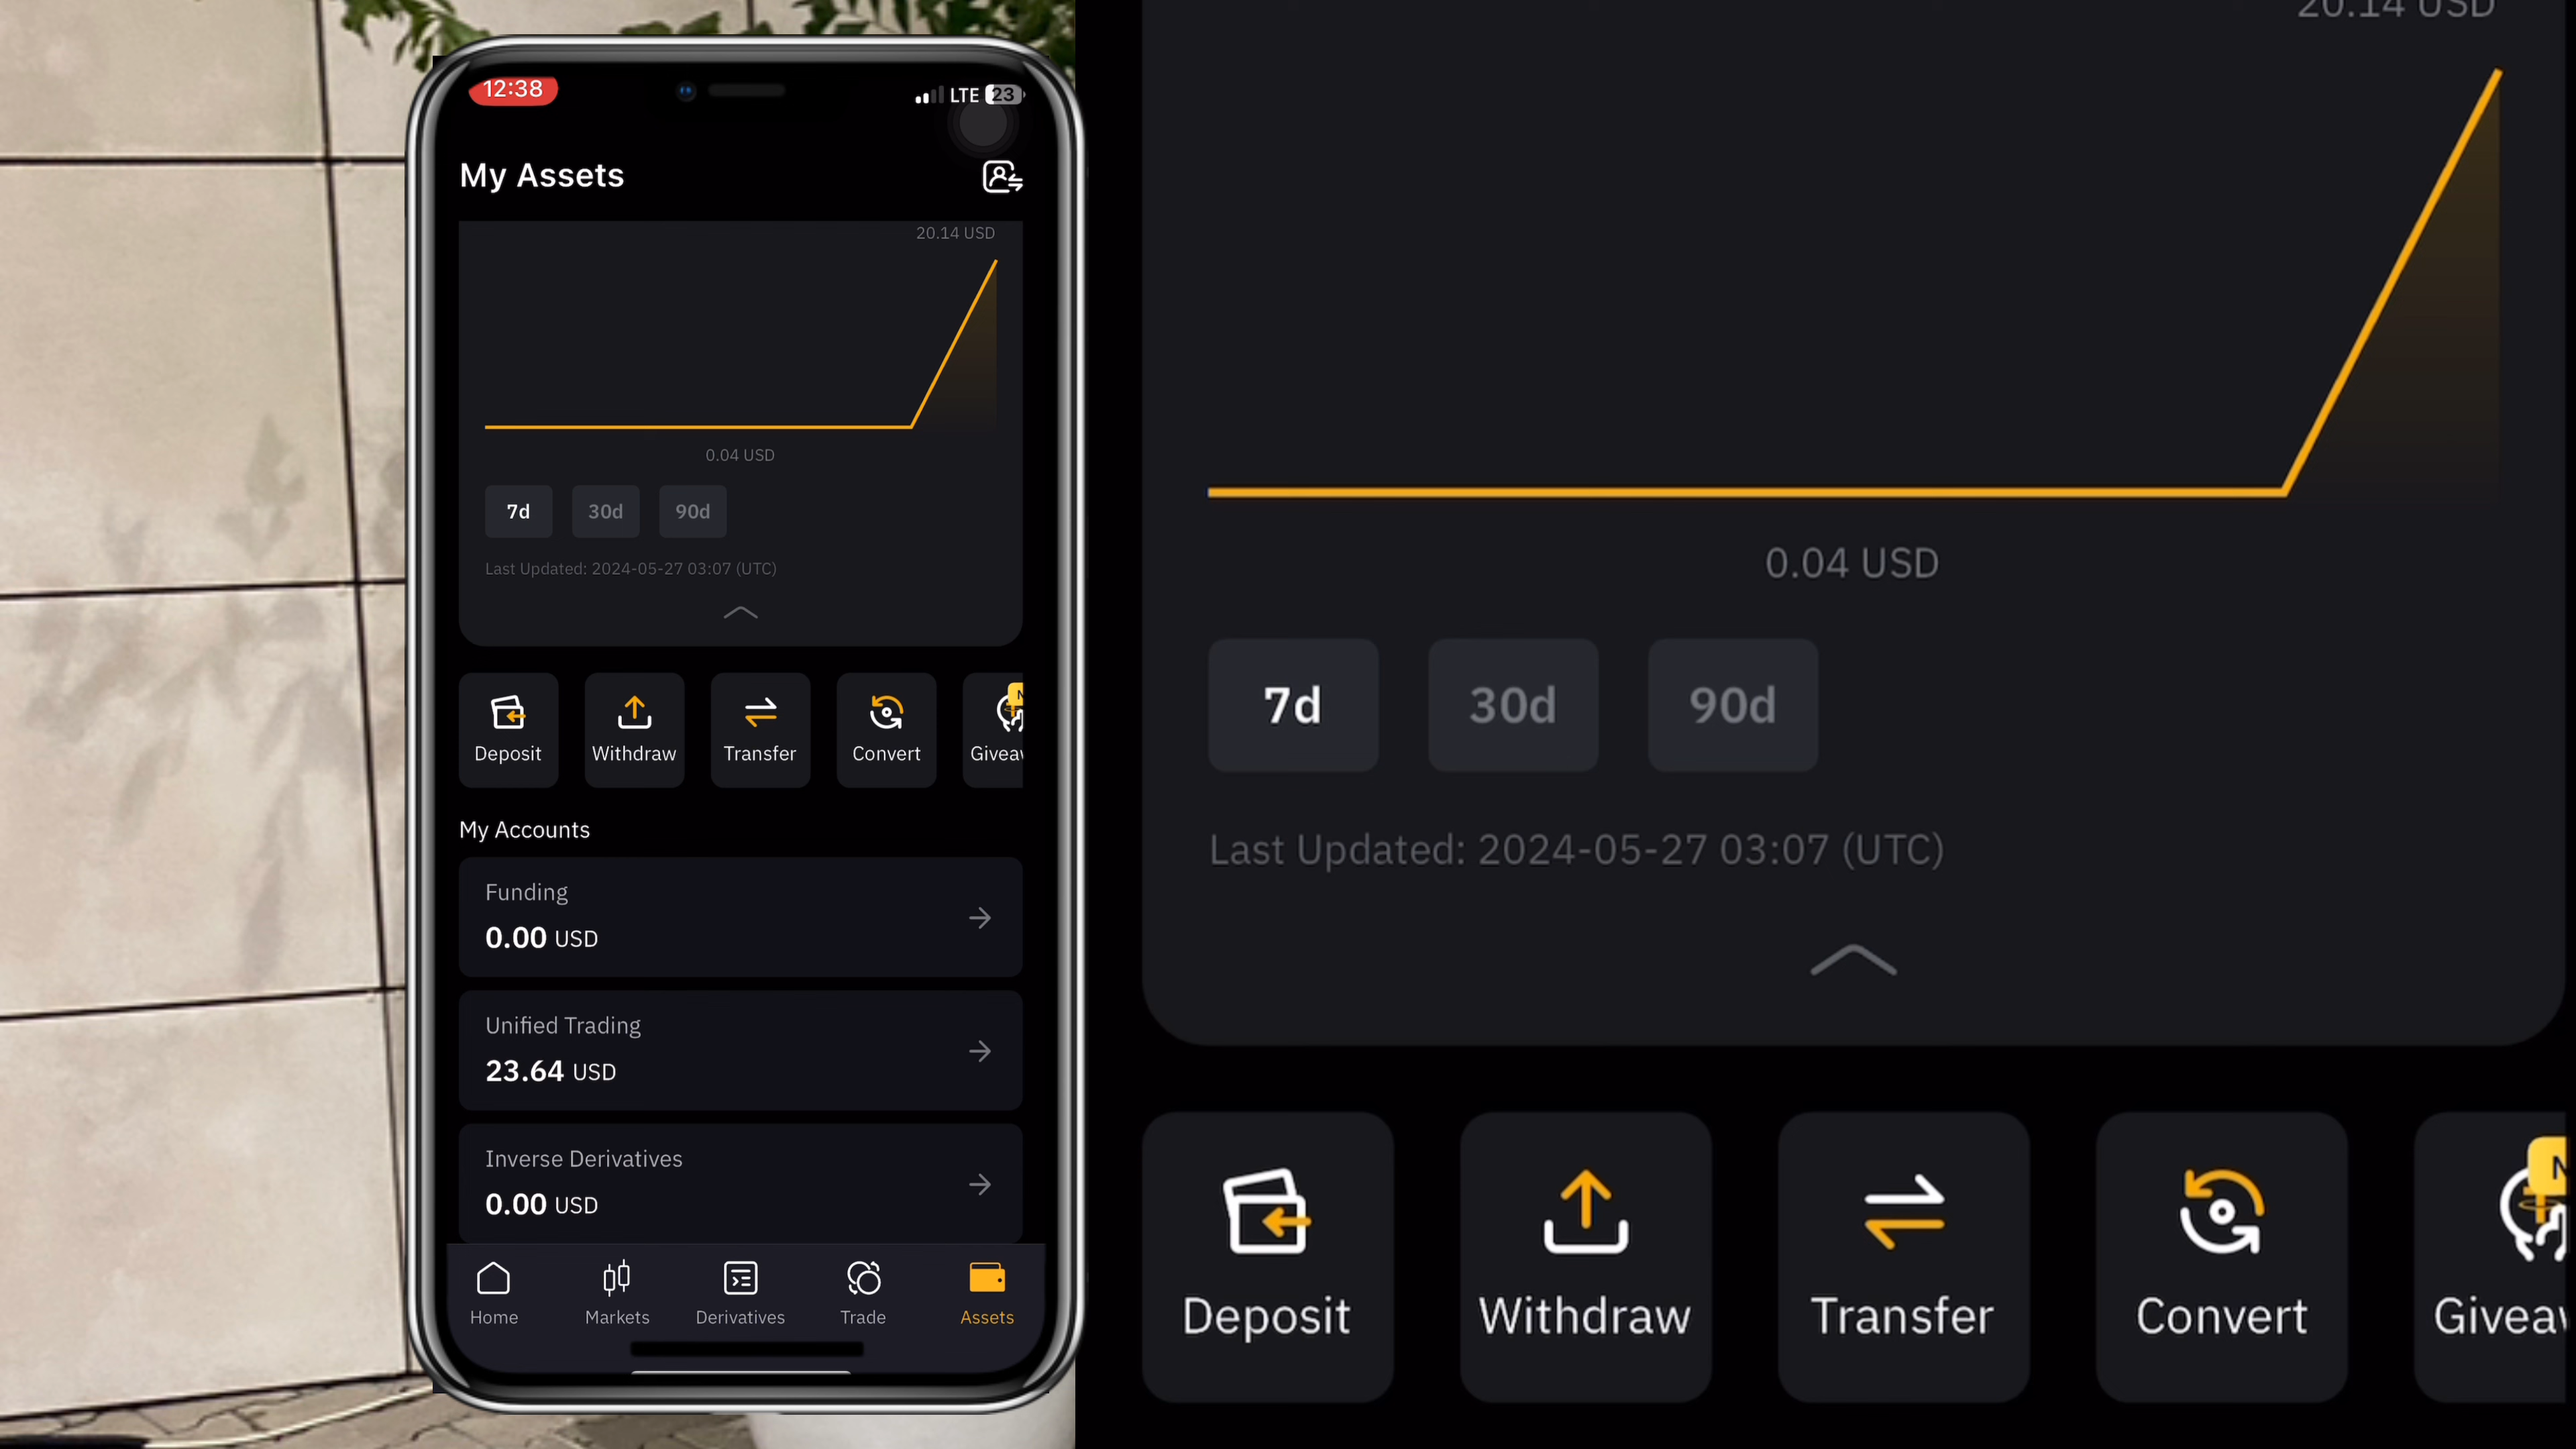 12:38
LTE 23
My Assets
20.14 USD
0.04 USD
7d 30d 90d
Last Updated: 2024-05-27 03:07 (UTC)
Deposit Withdraw Transfer Convert
My Accounts
Funding
0.00 USD
Unified Trading
23.64 USD
Inverse Derivatives
0.00 USD
Home Markets Derivatives Trade Assets
20.14 USD
0.04 USD
7d 30d 90d
Last Updated: 2024-05-27 03:07 (UTC)
Deposit Withdraw Transfer Convert